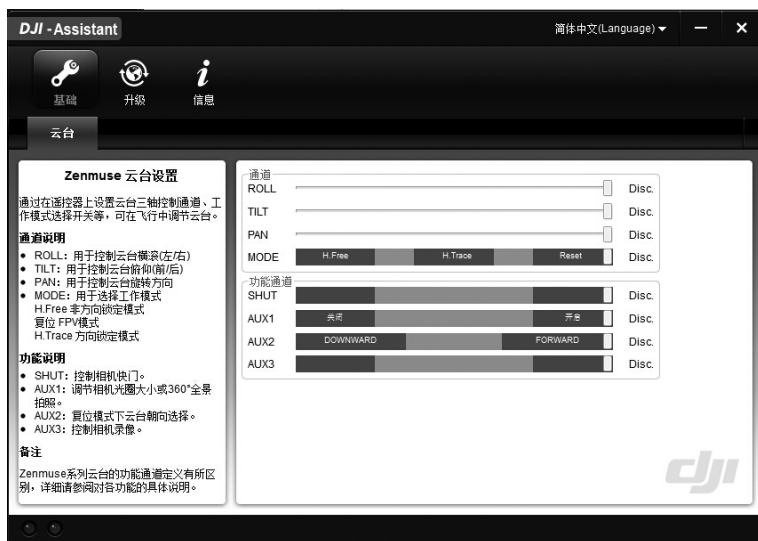 DJI - Assistant
简体中文(Language)
基础
升级
信息
云台
Zenmuse 云台设置
通过在遥控器上设置云台三轴控制通道、工
作模式选择开关等，可在飞行中调节云台。
通道说明
• ROLL：用于控制云台横滚(左/右)
• TILT：用于控制云台俯仰(前/后)
• PAN：用于控制云台旋转方向
• MODE：用于选择工作模式
H.Free 非方向锁定模式
复位 FPV模式
H.Trace 方向锁定模式
功能说明
• SHUT：控制相机快门。
• AUX1：调节相机光圈大小或360°全景
拍照。
• AUX2：复位模式下云台朝向选择。
• AUX3：控制相机录像。
备注
Zenmuse系列云台的功能通道定义有所区
别，详细请参阅对各功能的具体说明。
通道
ROLL Disc.
TILT Disc.
PAN Disc.
MODE H.Free H.Trace Reset Disc.
功能通道
SHUT Disc.
AUX1 关闭 开启 Disc.
AUX2 DOWNWARD FORWARD Disc.
AUX3 Disc.
dji